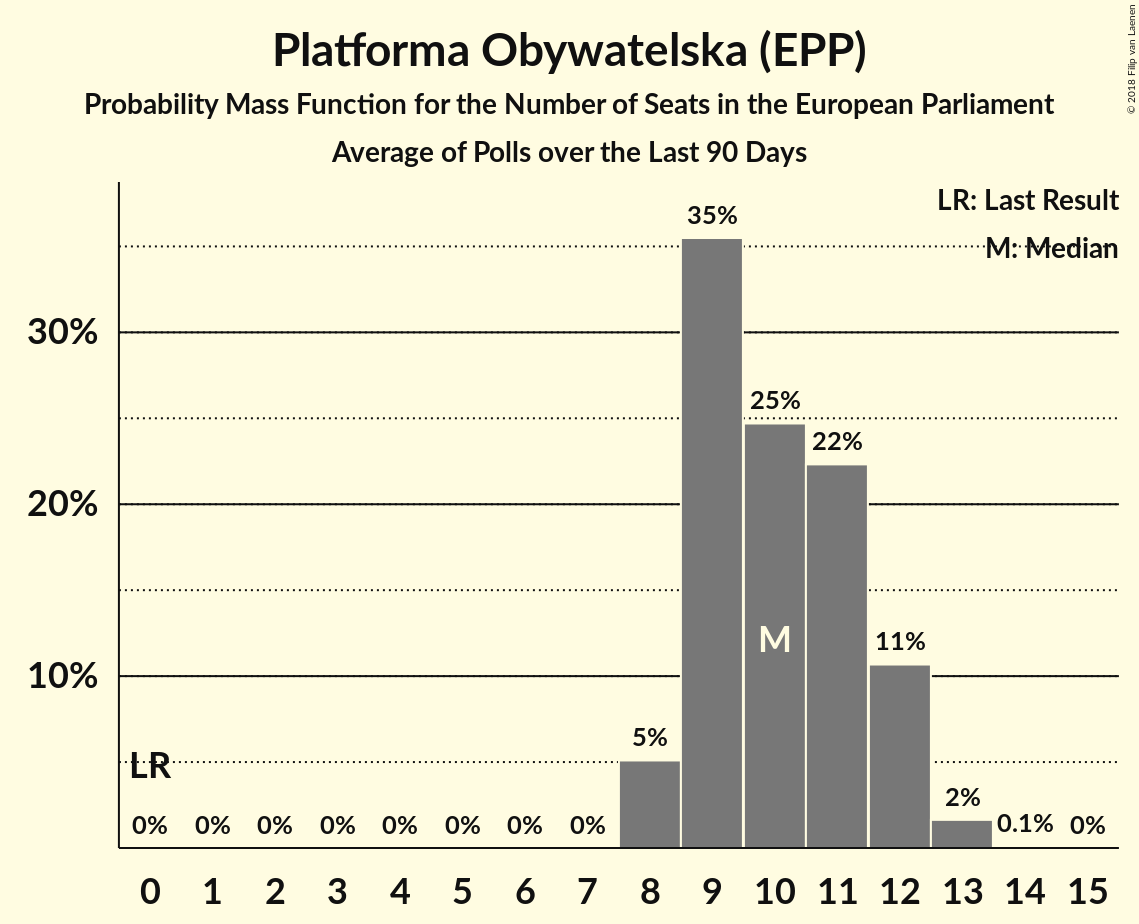 Platforma Obywatelska (EPP)
Probability Mass Function for the Number of Seats in the European Parliament
Average of Polls over the Last 90 Days
© 2018 Filip van Laenen
LR: Last Result
M: Median
35%
30%
25%
22%
20%
M
11%
10%
5%
LR
2%
0% 0% 0% 0% 0% 0% 0% 0% 0.1% 0%
0 1 2 3 4 5 6 7 8 9 10 11 12 13 14 15